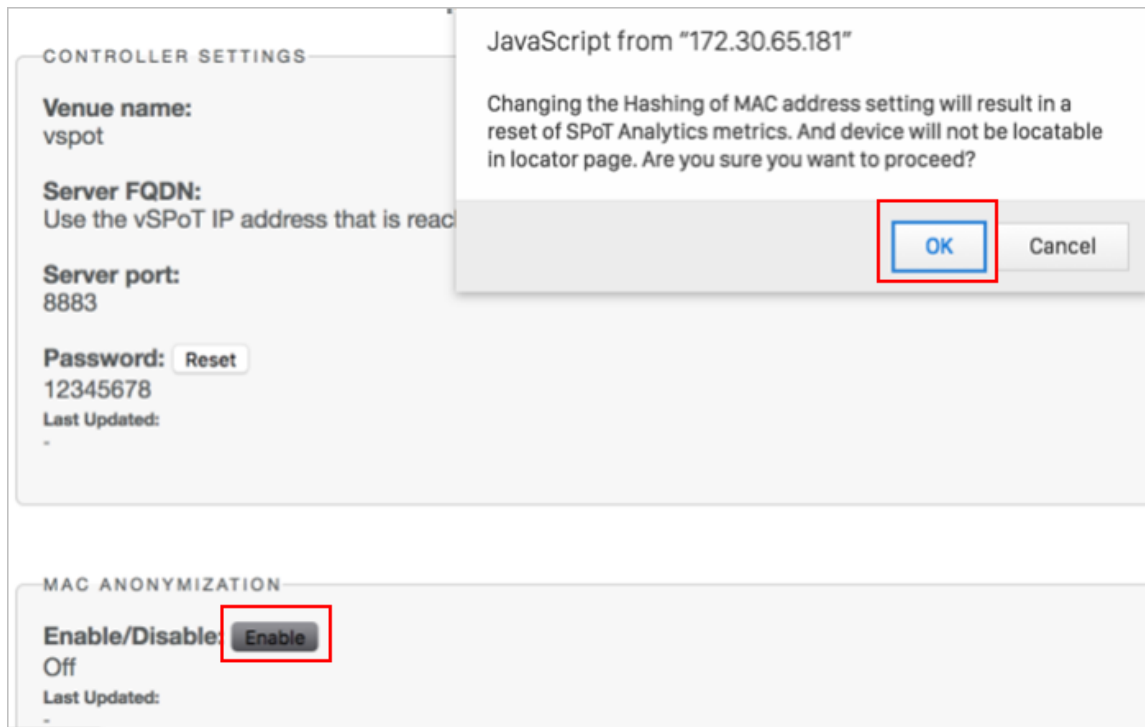 CONTROLLER SETTINGS
Venue name:
vspot
Server FQDN:
Use the vSPoT IP address that is reac
Server port:
8883
Password: Reset
12345678
Last Updated:
-
JavaScript from “172.30.65.181”
Changing the Hashing of MAC address setting will result in a
reset of SPoT Analytics metrics. And device will not be locatable
in locator page. Are you sure you want to proceed?
OK Cancel
MAC ANONYMIZATION
Enable/Disable: Enable
Off
Last Updated:
-